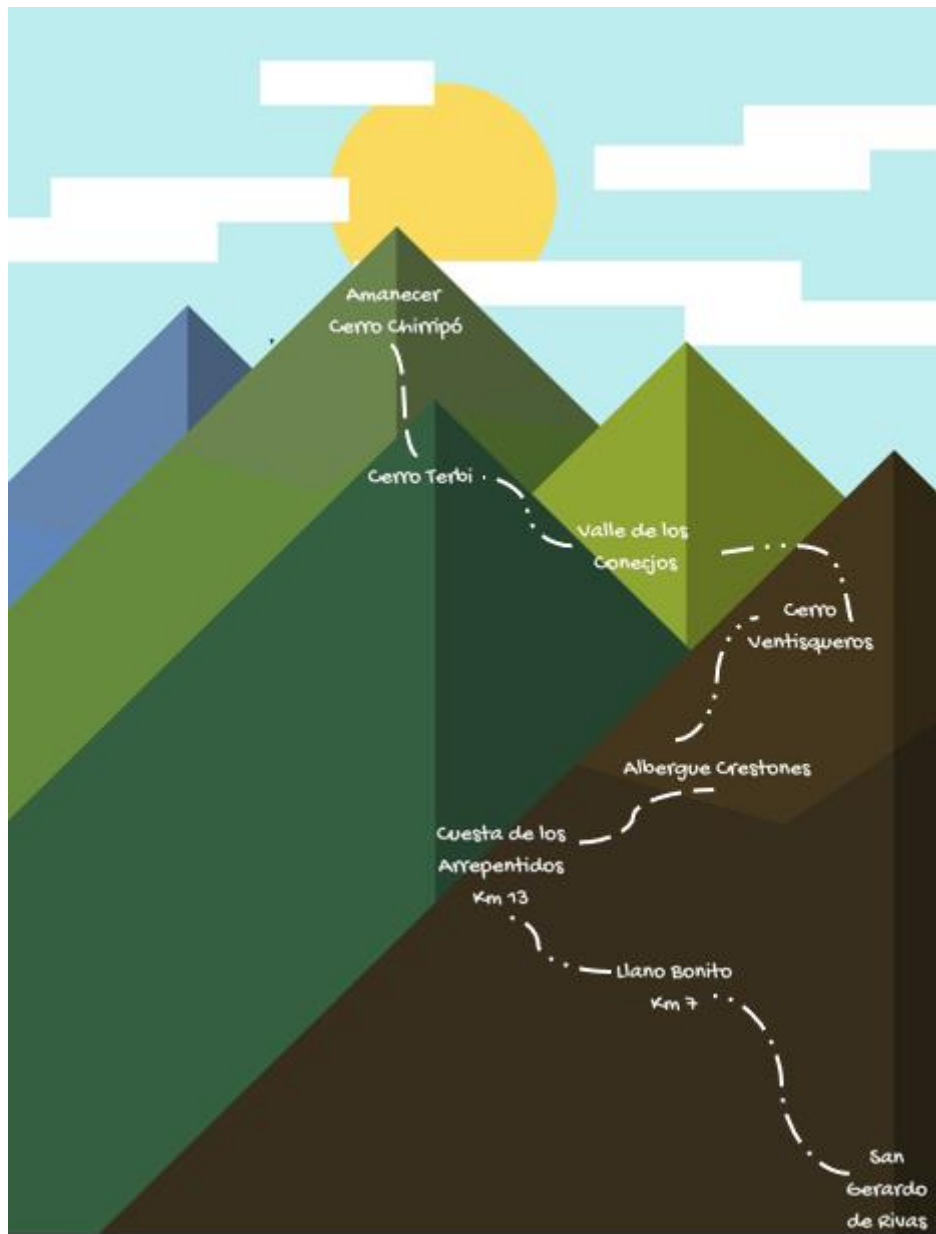 Amanecer
Cerro Chirripó
Cerro Terbi
Valle de los
Conejos
Cerro
Ventisqueros
Albergue Crestones
Cuesta de los
Arrepentidos
Km 13
Llano Bonito
Km 7
San
Gerardo
de Rivas